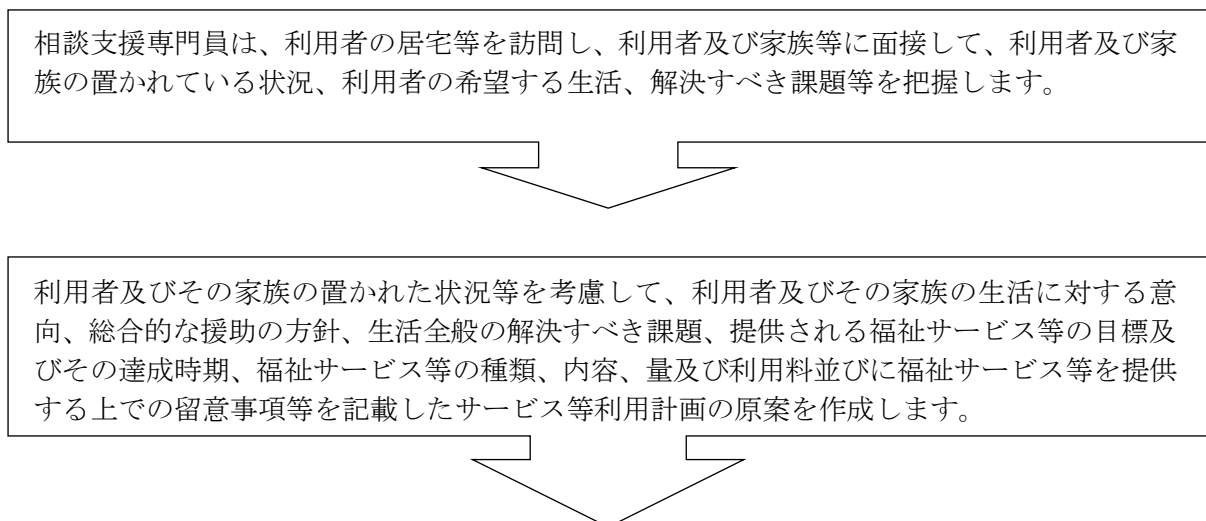 相談支援専門員は、利用者の居宅等を訪問し、利用者及び家族等に面接して、利用者及び家
族の置かれている状況、利用者の希望する生活、解決すべき課題等を把握します。
利用者及びその家族の置かれた状況等を考慮して、利用者及びその家族の生活に対する意
向、総合的な援助の方針、生活全般の解決すべき課題、提供される福祉サービス等の目標及
びその達成時期、福祉サービス等の種類、内容、量及び利用料並びに福祉サービス等を提供
する上での留意事項等を記載したサービス等利用計画の原案を作成します。